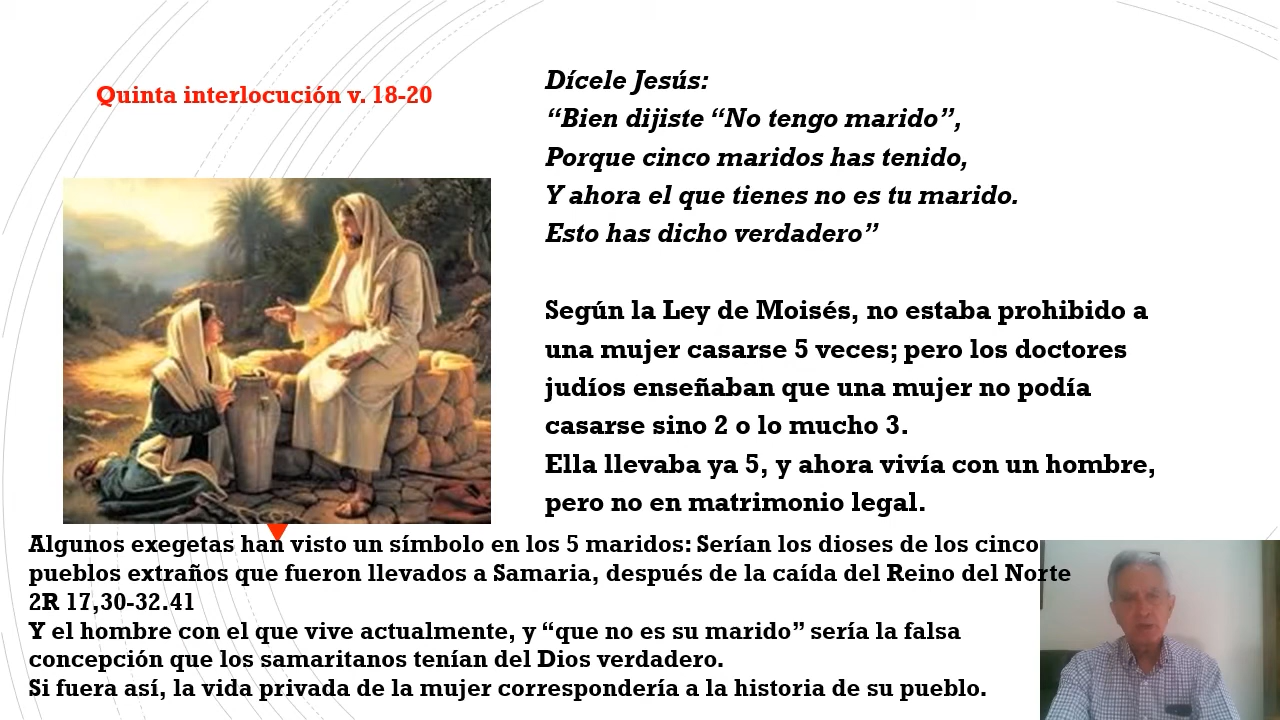 Quinta interlocución v. 18-20
Dícele Jesús:
“Bien dijiste “No tengo marido”,
Porque cinco maridos has tenido,
Y ahora el que tienes no es tu marido.
Esto has dicho verdadero”
Según la Ley de Moisés, no estaba prohibido a
una mujer casarse 5 veces; pero los doctores
judíos enseñaban que una mujer no podía
casarse sino 2 o lo mucho 3.
Ella llevaba ya 5, y ahora vivía con un hombre,
pero no en matrimonio legal.
Algunos exegetas han visto un símbolo en los 5 maridos: Serían los dioses de los cinco
pueblos extraños que fueron llevados a Samaria, después de la caída del Reino del Norte
2R 17,30-32.41
Y el hombre con el que vive actualmente, y “que no es su marido” sería la falsa
concepción que los samaritanos tenían del Dios verdadero.
Si fuera así, la vida privada de la mujer correspondería a la historia de su pueblo.